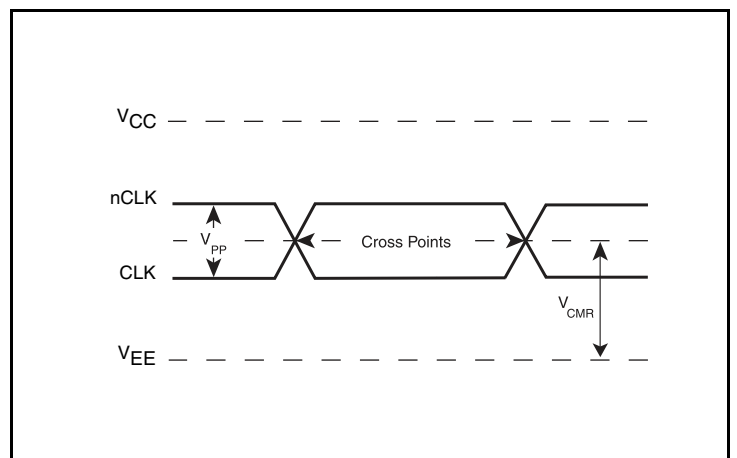 VCC
nCLK
VPP
Cross Points
CLK
VCMR
VEE